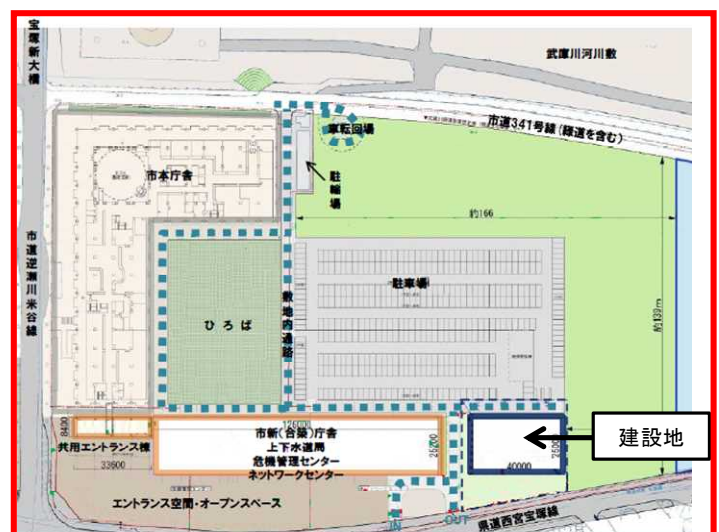 宝塚新大橋
武庫川河川敷
市道341号線(緑道を含む)
車転回場
市本庁舎
駐輪場
約166
市道逆瀬川米谷線
駐車場
敷地内通路
ひろば
約139m
8400
共用エントランス棟
33600
市新(合築)庁舎
上下水道局
危機管理センター
ネットワークセンター
25200
40000
建設地
エントランス空間・オープンスペース
IN
OUT
県道西宮宝塚線